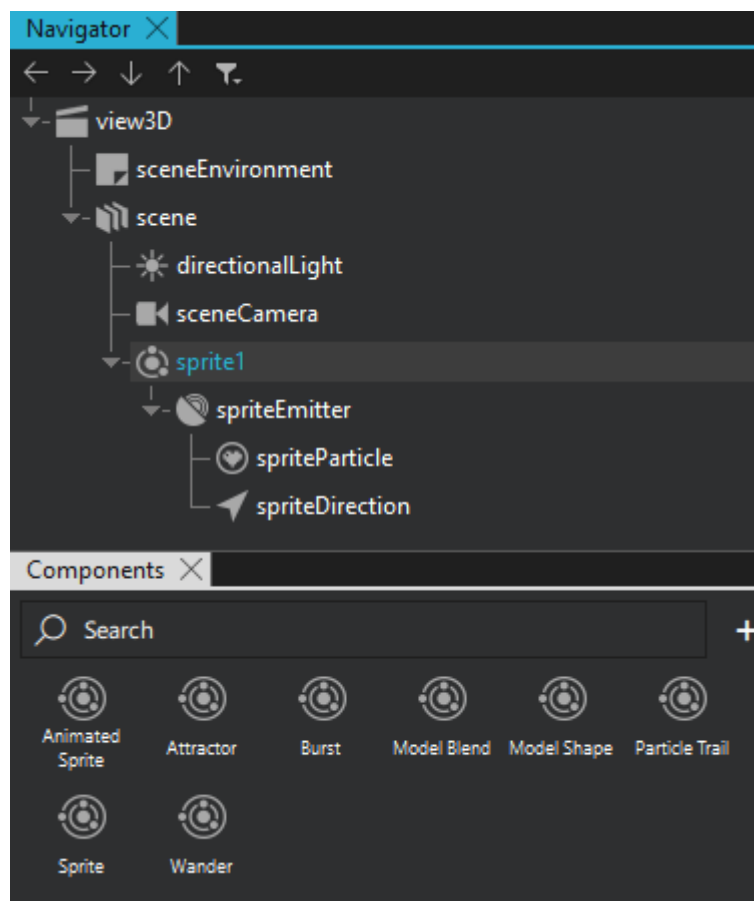 Navigator
view3D
sceneEnvironment
scene
directionalLight
sceneCamera
sprite1
spriteEmitter
spriteParticle
spriteDirection
Components
Search
Animated
Sprite
Attractor
Burst
Model Blend
Model Shape
Particle Trail
Sprite
Wander